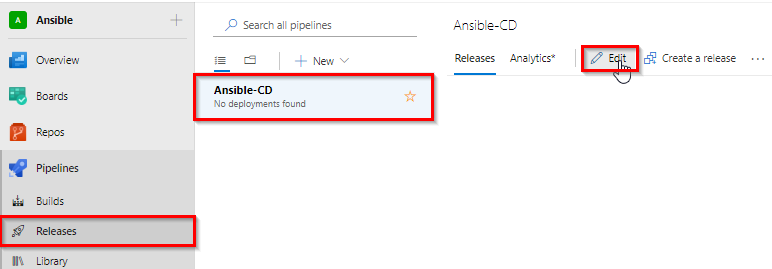 A Ansible
Overview
Boards
Repos
Pipelines
Builds
Releases
Library
Search all pipelines
New
Ansible-CD
No deployments found
Ansible-CD
Releases Analytics* Edit Create a release